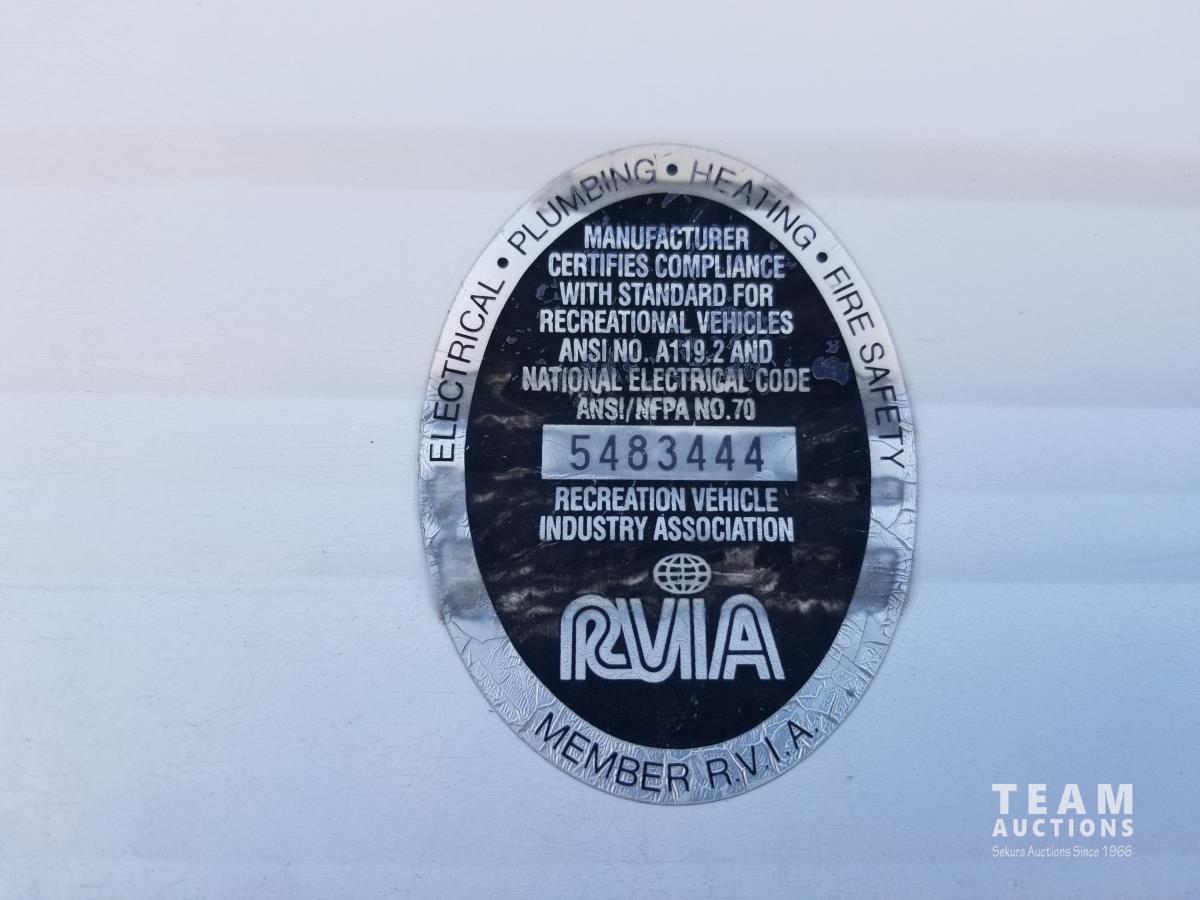 ELECTRICAL • PLUMBING • HEATING • FIRE SAFETY
MANUFACTURER
CERTIFIES COMPLIANCE
WITH STANDARD FOR
RECREATIONAL VEHICLES
ANSI NO. A119.2 AND
NATIONAL ELECTRICAL CODE
ANSI/NFPA NO.70
5483444
RECREATION VEHICLE
INDUSTRY ASSOCIATION
RVIA
MEMBER R.V.I.A.
TEAM
AUCTIONS
Sekura Auctions Since 1966